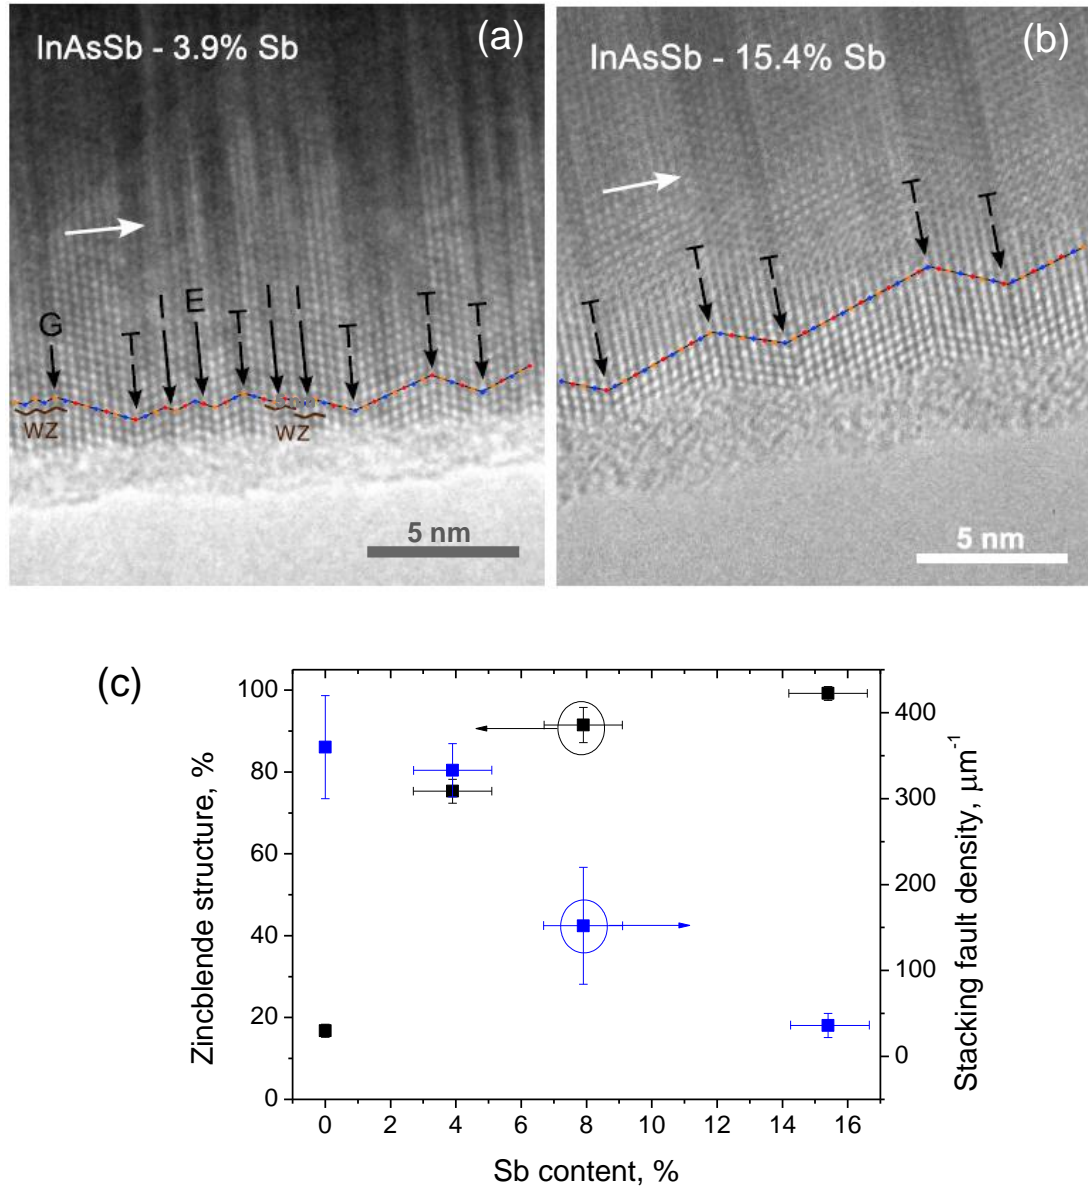 InAsSb - 3.9% Sb
(a)
G
T
I
E
T
I
I
T
T
T
WZ
WZ
5 nm
InAsSb - 15.4% Sb
(b)
T
T
T
T
T
5 nm
(c)
Zincblende structure, %
100
80
60
40
20
0
0 2 4 6 8 10 12 14 16
Sb content, %
400
300
200
100
0
Stacking fault density, μm⁻¹